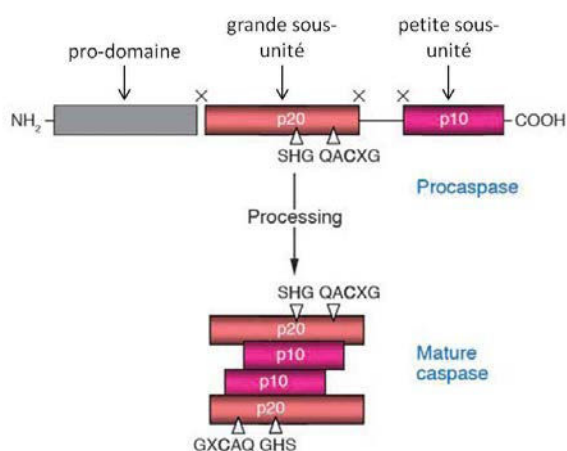 grande sous-
unité
petite sous-
unité
pro-domaine
× × ×
NH2 p20 p10 COOH
SHG QACXG
Procaspase
Processing
SHG QACXG
p20
p10
Mature
caspase
p10
p20
GXCAQ GHS